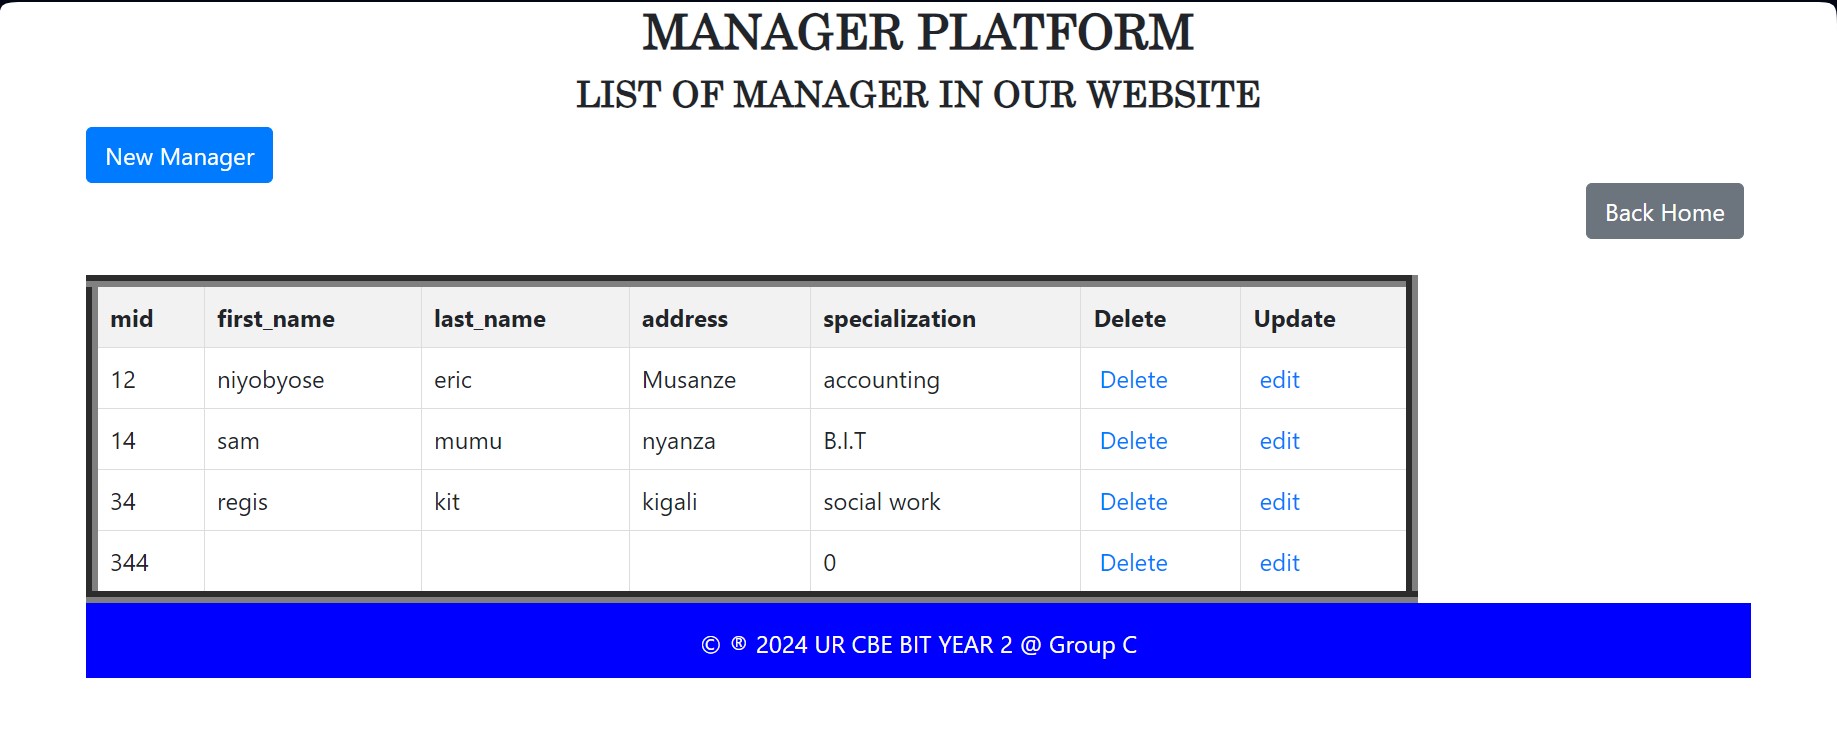 MANAGER PLATFORM
LIST OF MANAGER IN OUR WEBSITE
New Manager
Back Home
mid first_name last_name address specialization Delete Update
12 niyobyose eric Musanze accounting Delete edit
14 sam mumu nyanza B.I.T Delete edit
34 regis kit kigali social work Delete edit
344 0 Delete edit
© ® 2024 UR CBE BIT YEAR 2 @ Group C